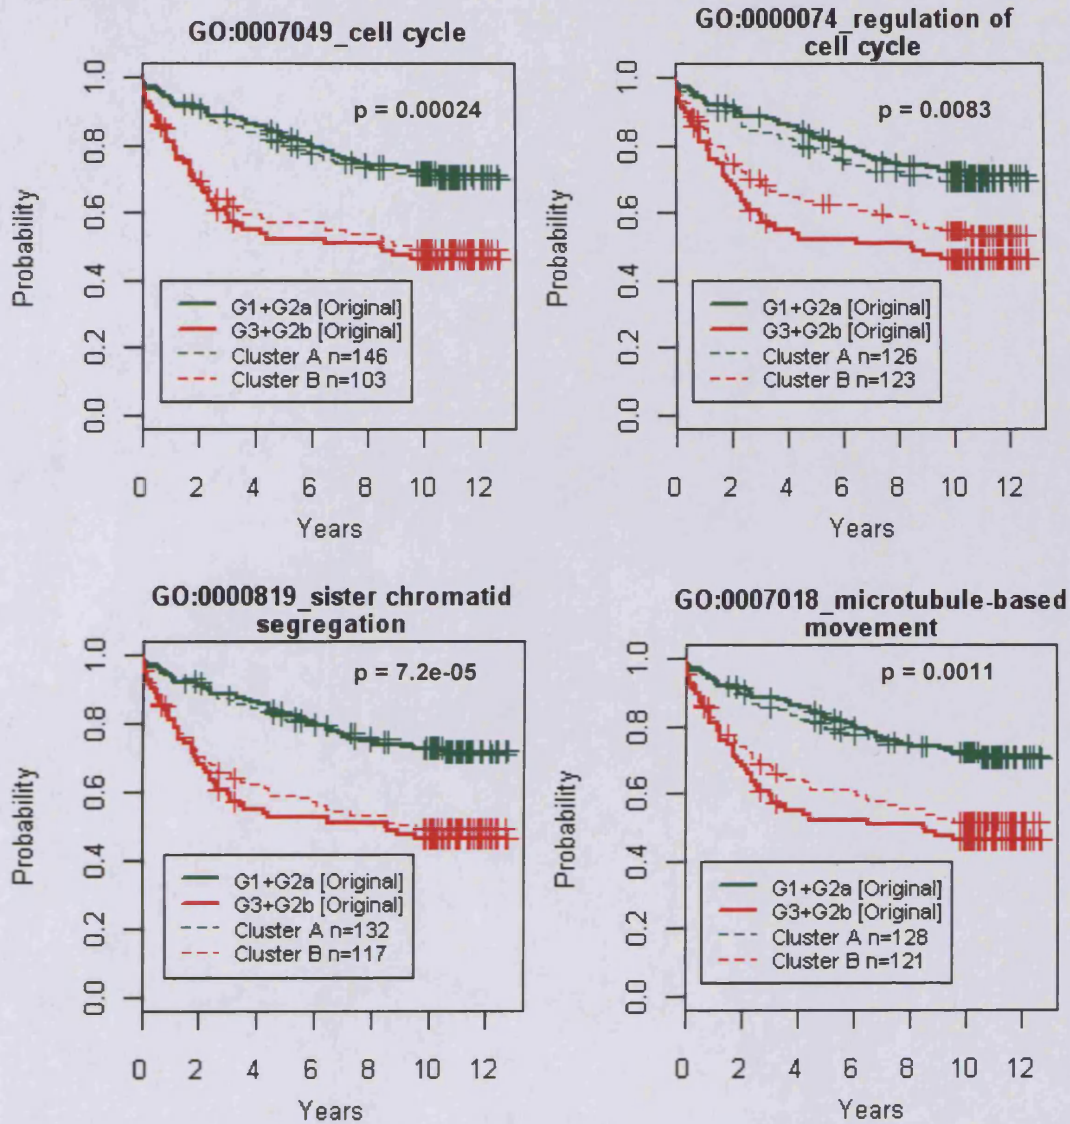 GO:0007049_cell cycle
p = 0.00024
Probability
1.0
0.8
0.6
0.4
0.2
0.0
G1+G2a [Original]
G3+G2b [Original]
Cluster A n=146
Cluster B n=103
0 2 4 6 8 10 12
Years
GO:0000074_regulation of
cell cycle
p = 0.0083
Probability
1.0
0.8
0.6
0.4
0.2
0.0
G1+G2a [Original]
G3+G2b [Original]
Cluster A n=126
Cluster B n=123
0 2 4 6 8 10 12
Years
GO:0000819_sister chromatid
segregation
p = 7.2e-05
Probability
1.0
0.8
0.6
0.4
0.2
0.0
G1+G2a [Original]
G3+G2b [Original]
Cluster A n=132
Cluster B n=117
0 2 4 6 8 10 12
Years
GO:0007018_microtubule-based
movement
p = 0.0011
Probability
1.0
0.8
0.6
0.4
0.2
0.0
G1+G2a [Original]
G3+G2b [Original]
Cluster A n=128
Cluster B n=121
0 2 4 6 8 10 12
Years